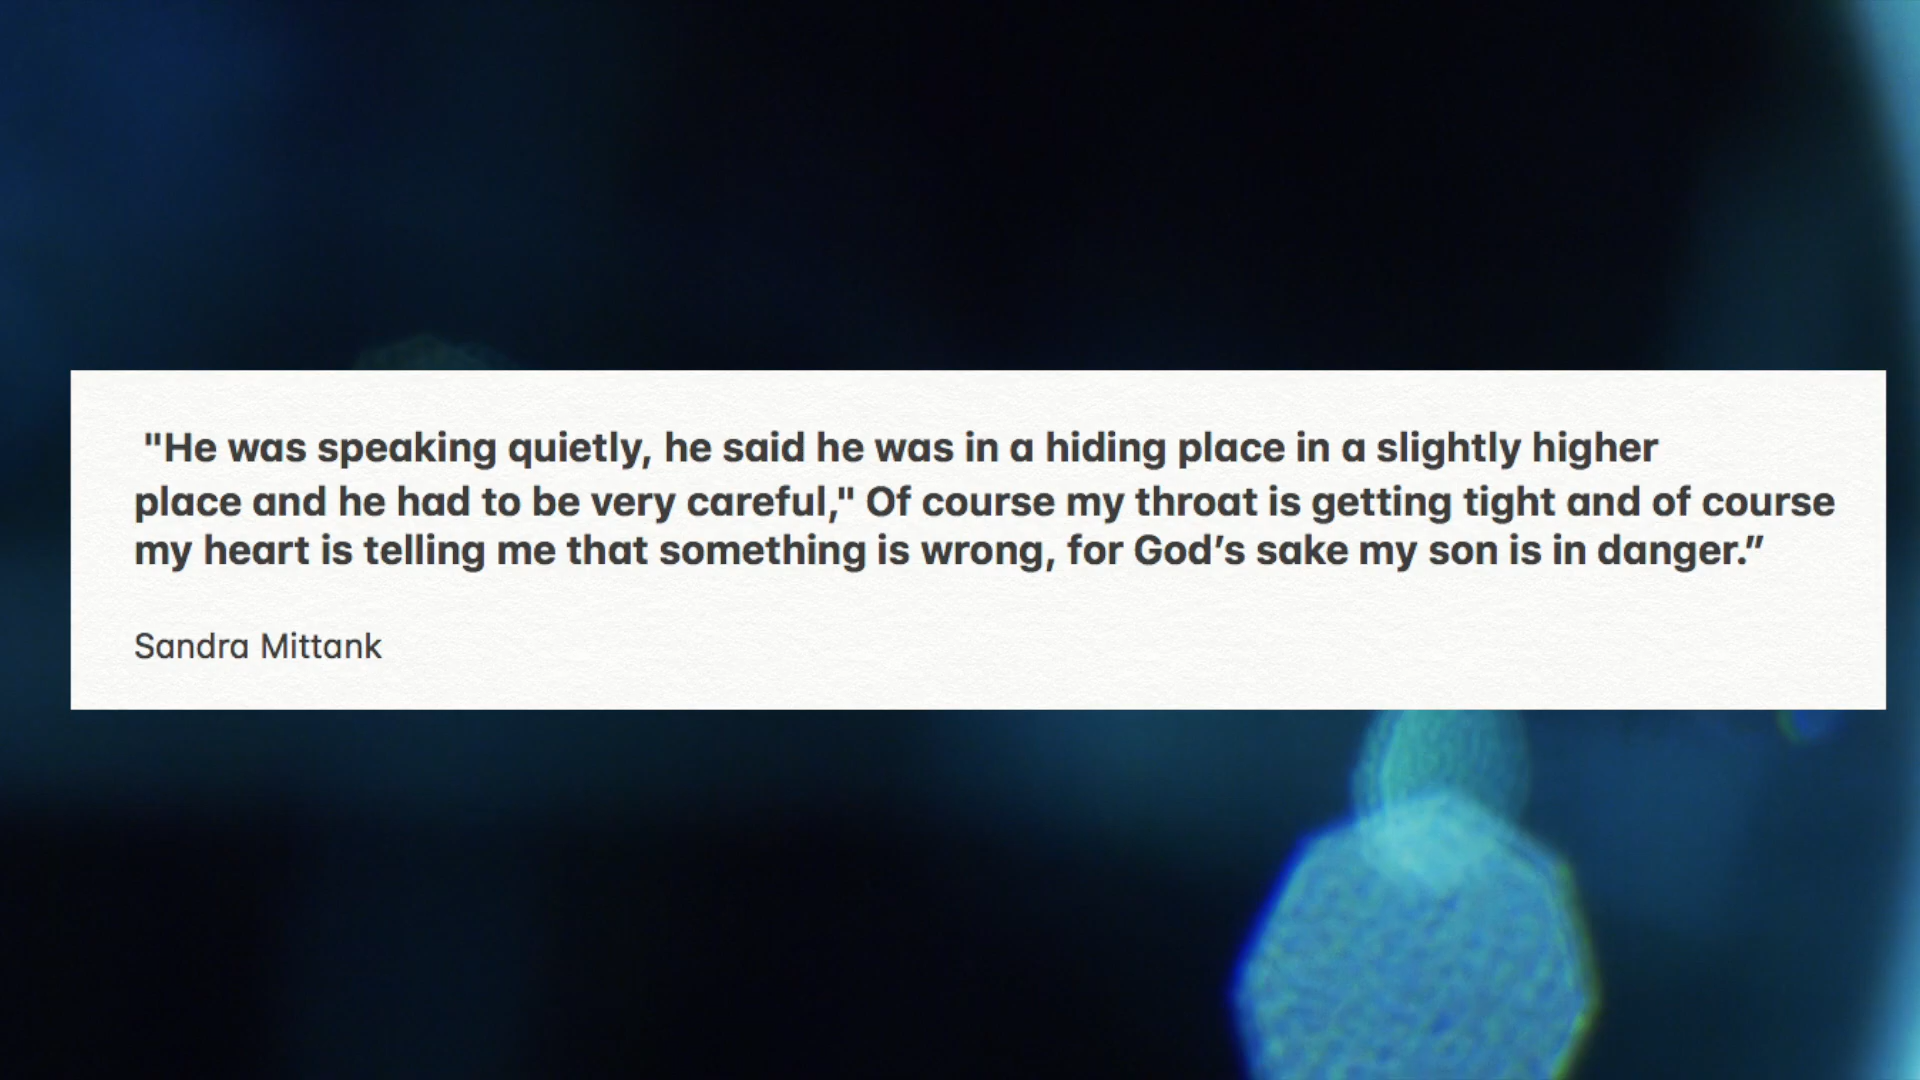 "He was speaking quietly, he said he was in a hiding place in a slightly higher
place and he had to be very careful," Of course my throat is getting tight and of course
my heart is telling me that something is wrong, for God’s sake my son is in danger.”
Sandra Mittank